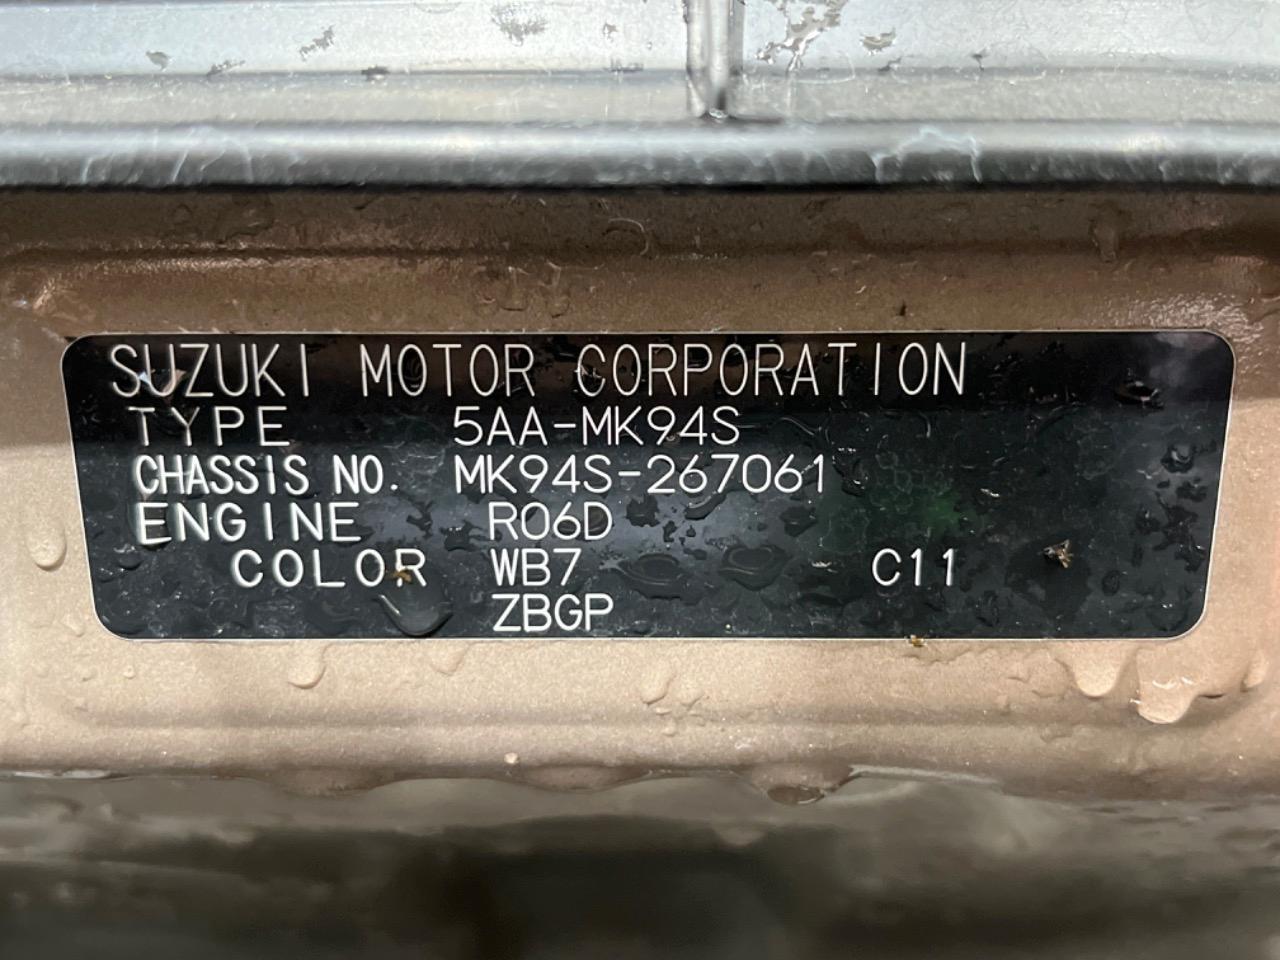 SUZUKI MOTOR CORPORATION
TYPE 5AA-MK94S
CHASSIS NO. MK94S-267061
ENGINE R06D
COLOR WB7 C11
ZBGP